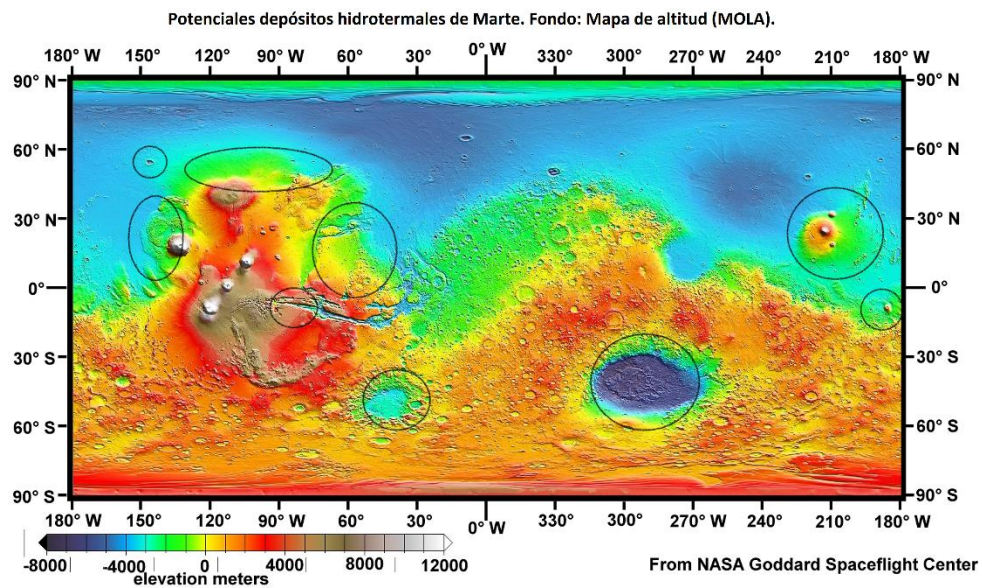 Potenciales depósitos hidrotermales de Marte. Fondo: Mapa de altitud (MOLA).
180° W 150° 120° 90° 60° 30° 0° W 330° 300° 270° W 210° 180° W
90° N 90° N
60° N 60° N
30° N 30° N
0° 0°
30° S 30° S
60° S 60° S
90° S 90° S
180° W 150° 120° W 90° W 60° 30° 0° W 330° 300° W 270° W 210° 180° W
-8000 -4000 0 4000 8000 12000
elevation meters
From NASA Goddard Spaceflight Center